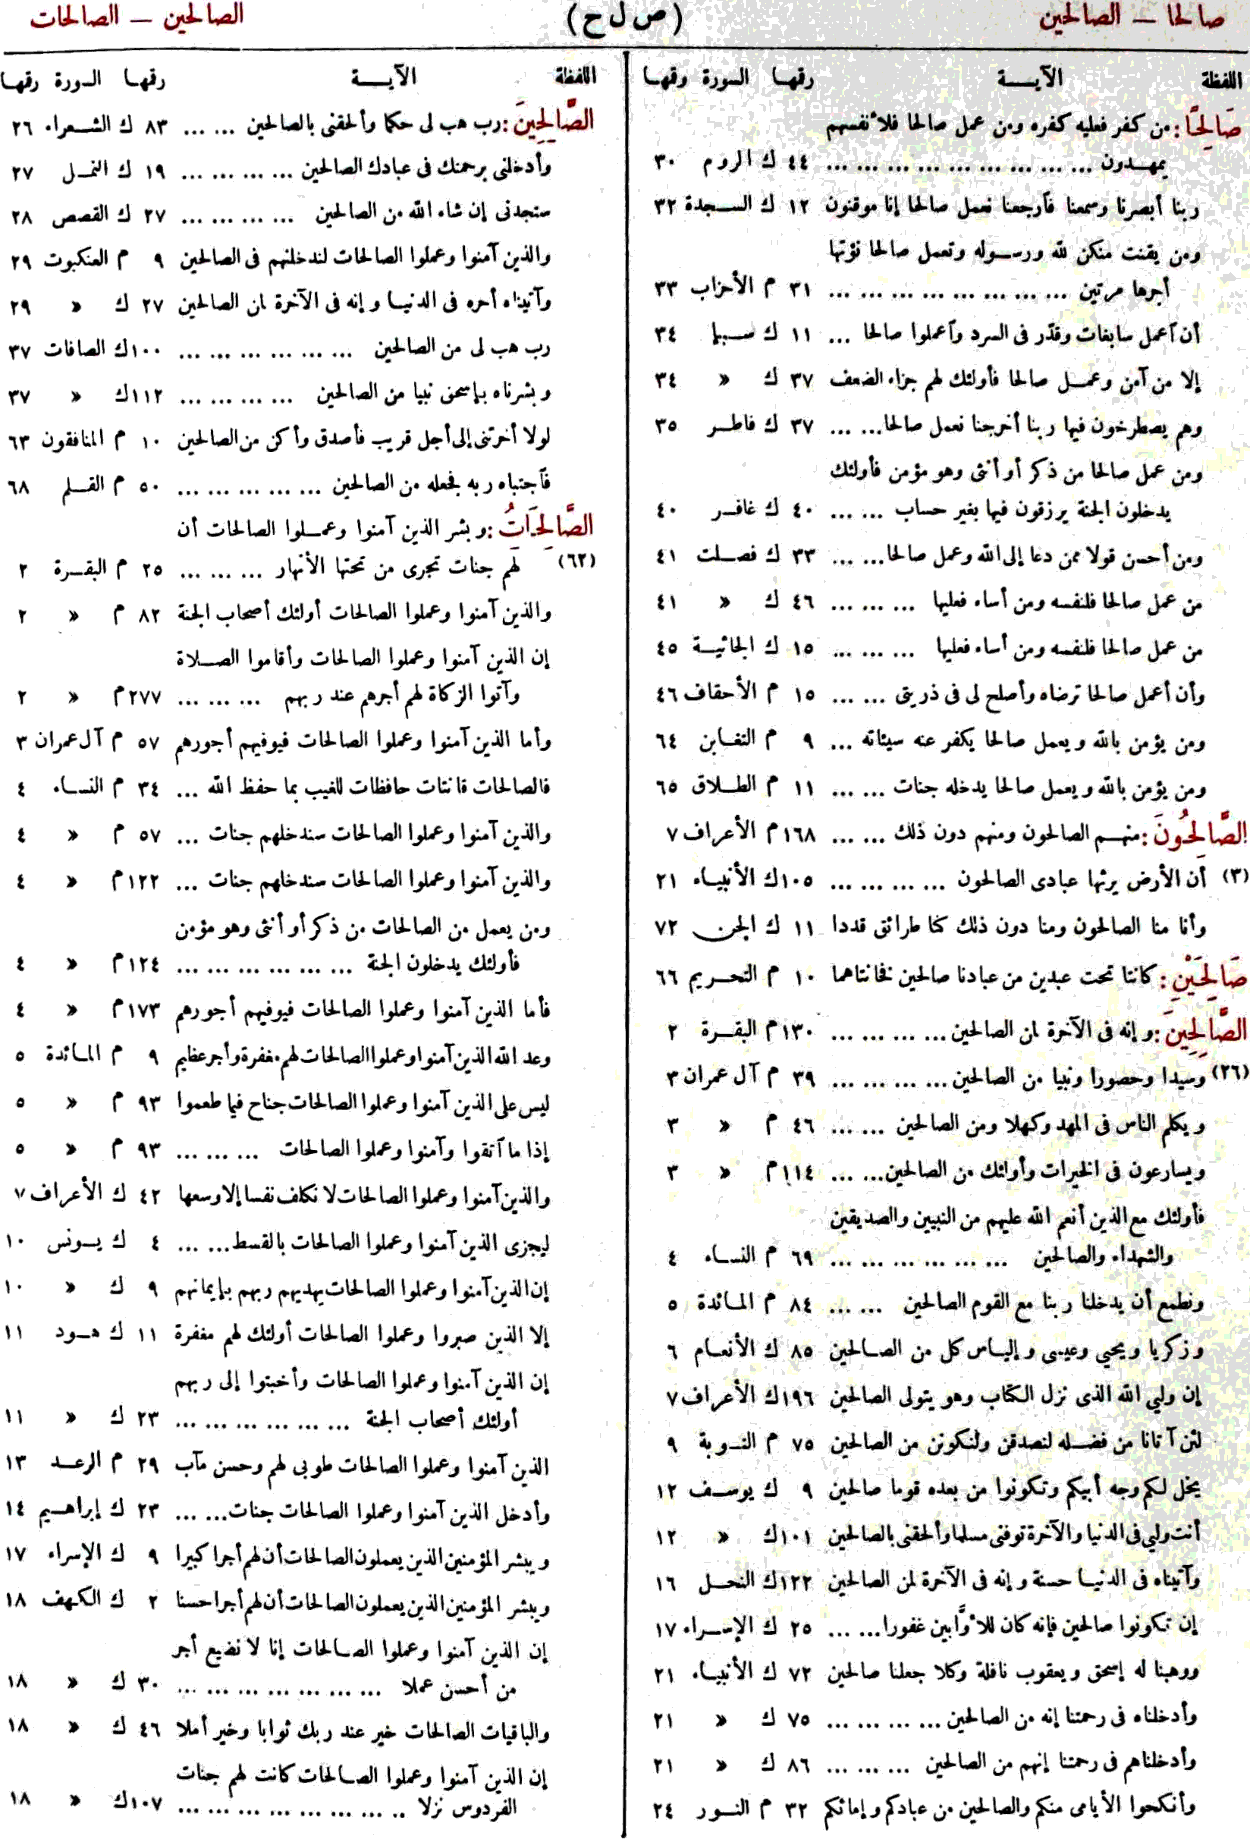 صالحا — الصالحين
(ص ل ح)
الصالحين — الصالحات
اللفظة الآيـــة رقمها السورة رقمها
صَالِحًا: من كفر فعليه كفره ومن عمل صالحا فلأنفسهم
يمهدون ... ... ... ... ... ... ... ... ... ٤٤ ك الروم ٣٠
ربنا أبصرنا وسمعنا فارجعنا نعمل صالحا إنا موقنون ١٢ ك السجدة ٣٢
ومن يقنت منكن لله ورسوله وتعمل صالحا نؤتها
أجرها مرتين ... ... ... ... ... ... ... ... ٣١ م الأحزاب ٣٣
أن اعمل سابغات وقدّر فى السرد واعملوا صالحا ... ١١ ك سبإ ٣٤
إلا من آمن وعمل صالحا فأولئك لهم جزاء الضعف ٣٧ ك » ٣٤
وهم يصطرخون فيها ربنا أخرجنا نعمل صالحا... ... ٣٧ ك فاطر ٣٥
ومن عمل صالحا من ذكر أو أنثى وهو مؤمن فأولئك
يدخلون الجنة يرزقون فيها بغير حساب ... ... ٤٠ ك غافر ٤٠
ومن أحسن قولا ممن دعا إلى الله وعمل صالحا... ... ٣٣ ك فصلت ٤١
من عمل صالحا فلنفسه ومن أساء فعليها ... ... ... ٤٦ ك » ٤١
من عمل صالحا فلنفسه ومن أساء فعليها ... ... ... ١٥ ك الجاثية ٤٥
وأن أعمل صالحا ترضاه وأصلح لى فى ذريتى ... ... ١٥ م الأحقاف ٤٦
ومن يؤمن بالله ويعمل صالحا يكفر عنه سيئاته ... ٩ م التغابن ٦٤
ومن يؤمن بالله ويعمل صالحا يدخله جنات ... ... ١١ م الطلاق ٦٥
الصَّالِحُونَ: منهم الصالحون ومنهم دون ذلك ... ... ١٦٨م الأعراف ٧
(٣) أن الأرض يرثها عبادى الصالحون ... ... ... ... ١٠٥ك الأنبياء ٢١
وأنا منا الصالحون ومنا دون ذلك كنا طرائق قددا ١١ ك الجن ٧٢
صَالِحَيْنِ: كانتا تحت عبدين من عبادنا صالحين فخانتاهما ١٠ م التحريم ٦٦
الصَّالِحِينَ: وإنه فى الآخرة لمن الصالحين ... ... ... ... ١٣٠م البقرة ٢
(٢٦) وسيدا وحصورا ونبيا من الصالحين ... ... ... ... ٣٩ م آل عمران ٣
ويكلم الناس فى المهد وكهلا ومن الصالحين ... ... ٤٦ م » ٣
ويسارعون فى الخيرات وأولئك من الصالحين... ... ١١٤م » ٣
فأولئك مع الذين أنعم الله عليهم من النبيين والصديقين
والشهداء والصالحين ... ... ... ... ... ... ... ٦٩ م النساء ٤
ونطمع أن يدخلنا ربنا مع القوم الصالحين ... ... ٨٤ م المائدة ٥
وزكريا ويحيى وعيسى وإلياس كل من الصالحين ٨٥ ك الأنعام ٦
إن وليي الله الذى نزل الكتاب وهو يتولى الصالحين ١٩٦ك الأعراف ٧
لئن آتانا من فضله لنصدقن ولنكونن من الصالحين ٧٥ م التوبة ٩
يخل لكم وجه أبيكم وتكونوا من بعده قوما صالحين ٩ ك يوسف ١٢
أنت وليي فى الدنيا والآخرة توفنى مسلما وألحقنى بالصالحين ١٠١ك » ١٢
وآتيناه فى الدنيا حسنة وإنه فى الآخرة لمن الصالحين ١٢٢ك النحل ١٦
إن تكونوا صالحين فإنه كان للأوَّابين غفورا... ... ٢٥ ك الإسراء ١٧
ووهبنا له إسحق ويعقوب نافلة وكلا جعلنا صالحين ٧٢ ك الأنبياء ٢١
وأدخلناه فى رحمتنا إنه من الصالحين ... ... ... ... ٧٥ ك » ٢١
وأدخلناهم فى رحمتنا إنهم من الصالحين ... ... ... ٨٦ ك » ٢١
وأنكحوا الأيامى منكم والصالحين من عبادكم وإمائكم ٣٢ م النور ٢٤
اللفظة الآيـــة رقمها السورة رقمها
الصَّالِحِينَ: رب هب لى حكما وألحقنى بالصالحين ... ... ٨٣ ك الشعراء ٢٦
وأدخلنى برحمتك فى عبادك الصالحين ... ... ... ... ١٩ ك النمل ٢٧
ستجدنى إن شاء الله من الصالحين ... ... ... ... ٢٧ ك القصص ٢٨
والذين آمنوا وعملوا الصالحات لندخلنهم فى الصالحين ٩ م العنكبوت ٢٩
وآتيناه أجره فى الدنيا وإنه فى الآخرة لمن الصالحين ٢٧ ك » ٢٩
رب هب لى من الصالحين ... ... ... ... ... ... ١٠٠ك الصافات ٣٧
وبشرناه بإسحق نبيا من الصالحين ... ... ... ... ١١٢ك » ٣٧
لولا أخرتنى إلى أجل قريب فأصدق وأكن من الصالحين ١٠ م المنافقون ٦٣
فاجتباه ربه فجعله من الصالحين ... ... ... ... ... ٥٠ م القلم ٦٨
الصَّالِحَاتُ: وبشر الذين آمنوا وعملوا الصالحات أن
(٦٢) لهم جنات تجرى من تحتها الأنهار ... ... ... ٢٥ م البقرة ٢
والذين آمنوا وعملوا الصالحات أولئك أصحاب الجنة ٨٢ م » ٢
إن الذين آمنوا وعملوا الصالحات وأقاموا الصلاة
وآتوا الزكاة لهم أجرهم عند ربهم ... ... ... ٢٧٧م » ٢
وأما الذين آمنوا وعملوا الصالحات فيوفيهم أجورهم ٥٧ م آل عمران ٣
فالصالحات قانتات حافظات للغيب بما حفظ الله ... ٣٤ م النساء ٤
والذين آمنوا وعملوا الصالحات سندخلهم جنات ... ٥٧ م » ٤
والذين آمنوا وعملوا الصالحات سندخلهم جنات ... ١٢٢م » ٤
ومن يعمل من الصالحات من ذكر أو أنثى وهو مؤمن
فأولئك يدخلون الجنة ... ... ... ... ... ... ١٢٤م » ٤
فأما الذين آمنوا وعملوا الصالحات فيوفيهم أجورهم ١٧٣م » ٤
وعد الله الذين آمنوا وعملوا الصالحات لهم مغفرة وأجر عظيم ٩ م المائدة ٥
ليس على الذين آمنوا وعملوا الصالحات جناح فيما طعموا ٩٣ م » ٥
إذا ما اتقوا وآمنوا وعملوا الصالحات ... ... ... ٩٣ م » ٥
والذين آمنوا وعملوا الصالحات لا نكلف نفسا إلا وسعها ٤٢ ك الأعراف ٧
ليجزى الذين آمنوا وعملوا الصالحات بالقسط... ... ٤ ك يونس ١٠
إن الذين آمنوا وعملوا الصالحات يهديهم ربهم بإيمانهم ٩ ك » ١٠
إلا الذين صبروا وعملوا الصالحات أولئك لهم مغفرة ١١ ك هود ١١
إن الذين آمنوا وعملوا الصالحات وأخبتوا إلى ربهم
أولئك أصحاب الجنة ... ... ... ... ... ... ٢٣ ك » ١١
الذين آمنوا وعملوا الصالحات طوبى لهم وحسن مآب ٢٩ م الرعد ١٣
وأدخل الذين آمنوا وعملوا الصالحات جنات... ... ٢٣ ك إبراهيم ١٤
ويبشر المؤمنين الذين يعملون الصالحات أن لهم أجرا كبيرا ٩ ك الإسراء ١٧
ويبشر المؤمنين الذين يعملون الصالحات أن لهم أجرا حسنا ٢ ك الكهف ١٨
إن الذين آمنوا وعملوا الصالحات إنا لا نضيع أجر
من أحسن عملا ... ... ... ... ... ... ... ٣٠ ك » ١٨
والباقيات الصالحات خير عند ربك ثوابا وخير أملا ٤٦ ك » ١٨
إن الذين آمنوا وعملوا الصالحات كانت لهم جنات
الفردوس نزلا .. ... ... ... ... ... ... ... ١٠٧ك » ١٨